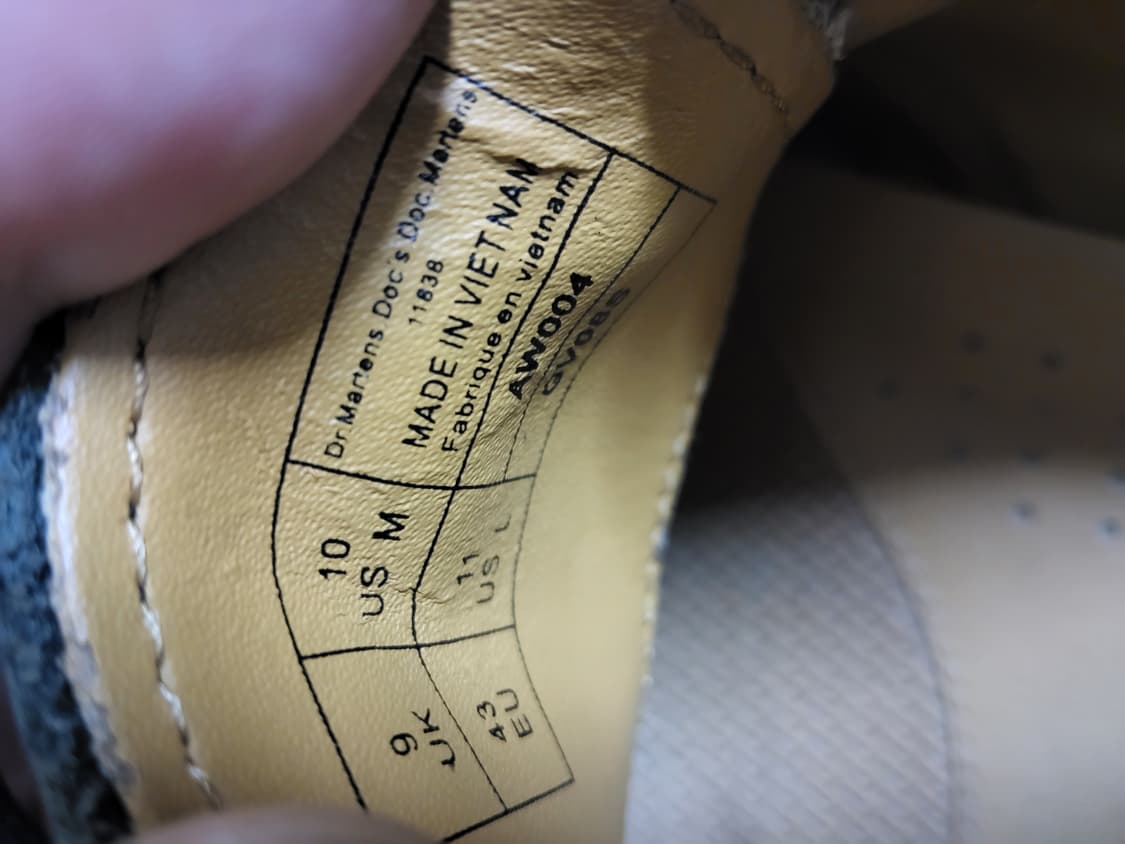 Dr Martens Doc's Doc Martens
11838
MADE IN VIETNAM
Fabrique en vietnam
AW004
GV08S
10
US M
11
US L
9
UK
43
EU